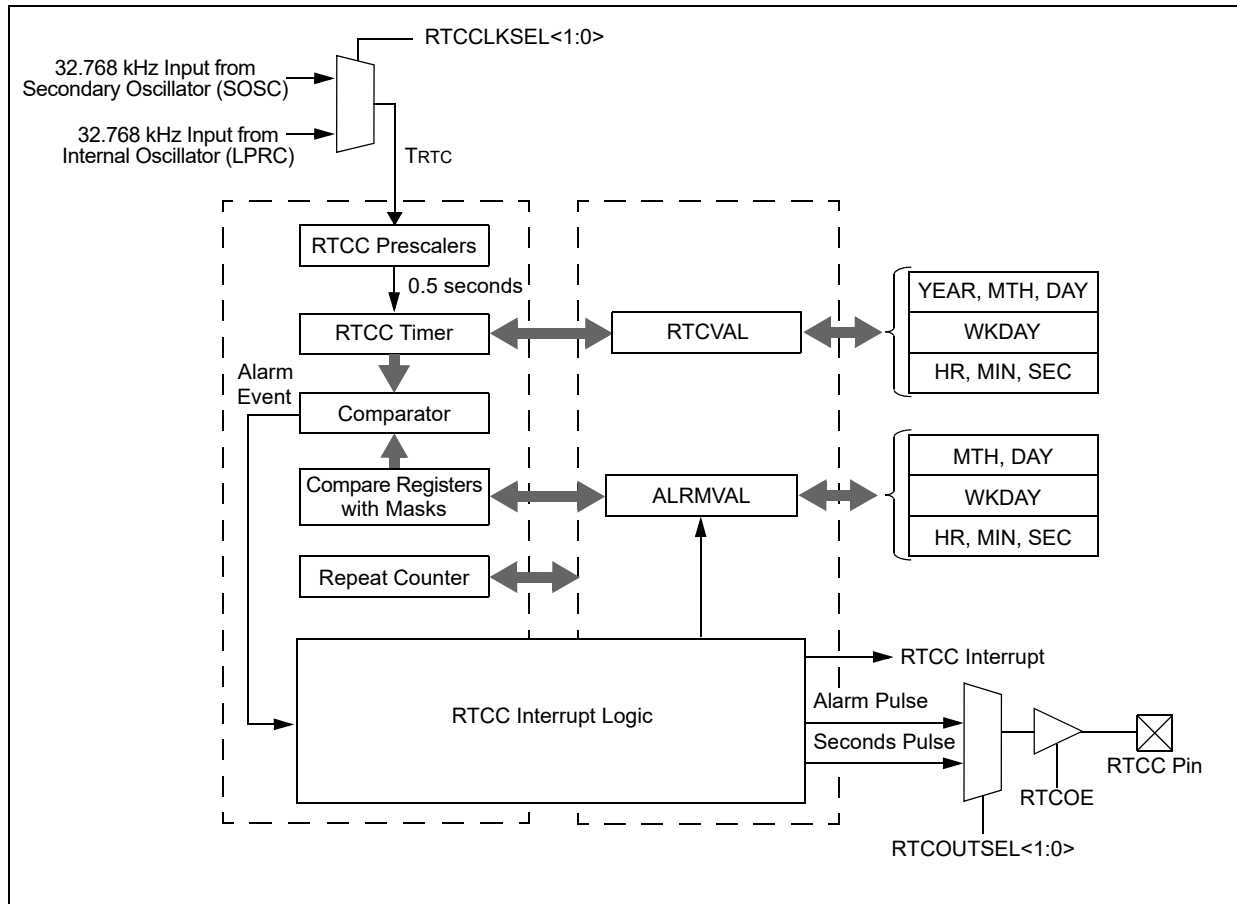 RTCCLKSEL<1:0>
32.768 kHz Input from
Secondary Oscillator (SOSC)
32.768 kHz Input from
Internal Oscillator (LPRC)
TRTC
RTCC Prescalers
0.5 seconds
RTCC Timer
RTCVAL
YEAR, MTH, DAY
WKDAY
HR, MIN, SEC
Alarm
Event
Comparator
Compare Registers
with Masks
ALRMVAL
MTH, DAY
WKDAY
HR, MIN, SEC
Repeat Counter
RTCC Interrupt Logic
RTCC Interrupt
Alarm Pulse
Seconds Pulse
RTCC Pin
RTCOE
RTCOUTSEL<1:0>